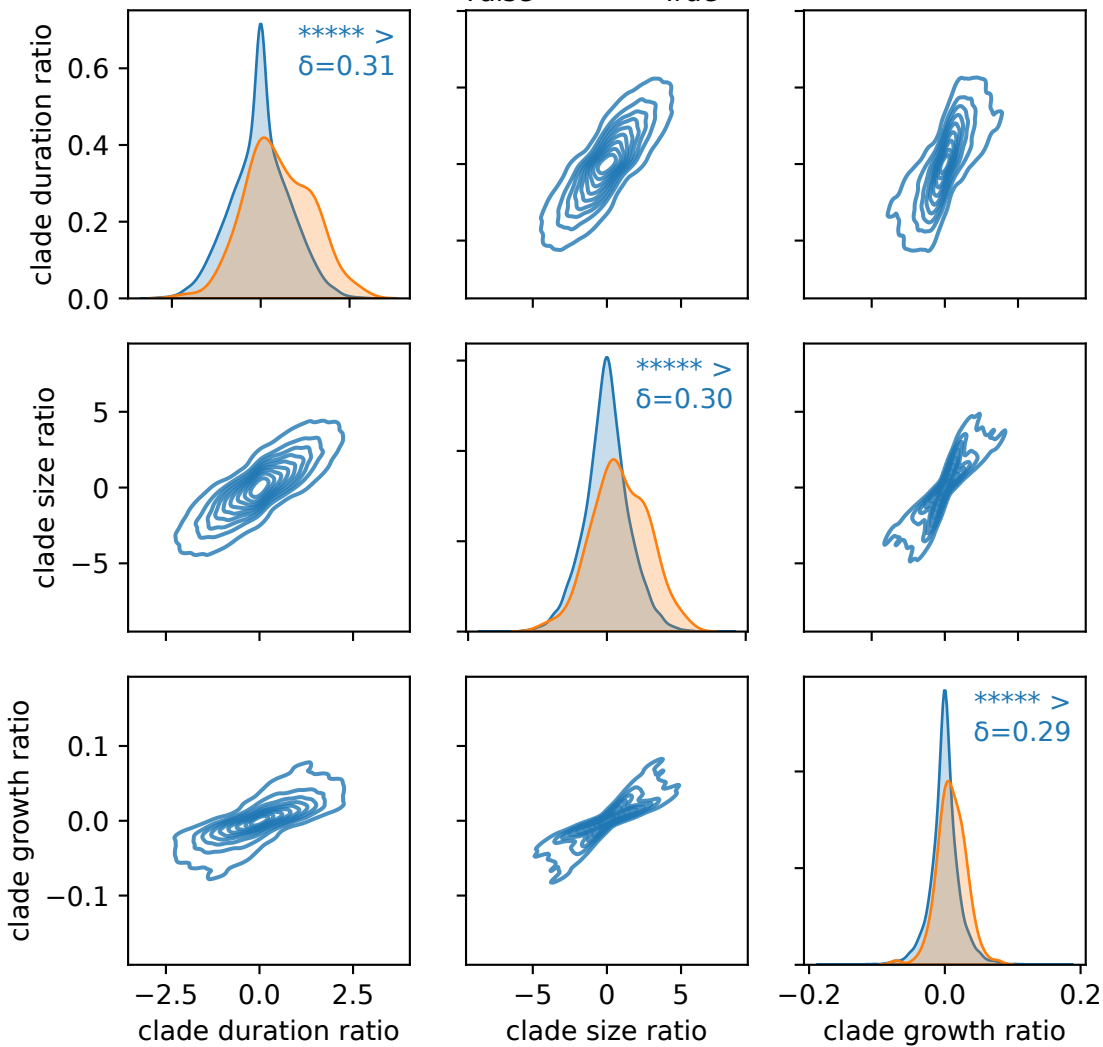 ***** >
δ=0.31
clade duration ratio
0.6
0.4
0.2
0.0
***** >
δ=0.30
clade size ratio
5
0
−5
***** >
δ=0.29
clade growth ratio
0.1
0.0
−0.1
−2.5 0.0 2.5
−5 0 5
−0.2 0.0 0.2
clade duration ratio
clade size ratio
clade growth ratio